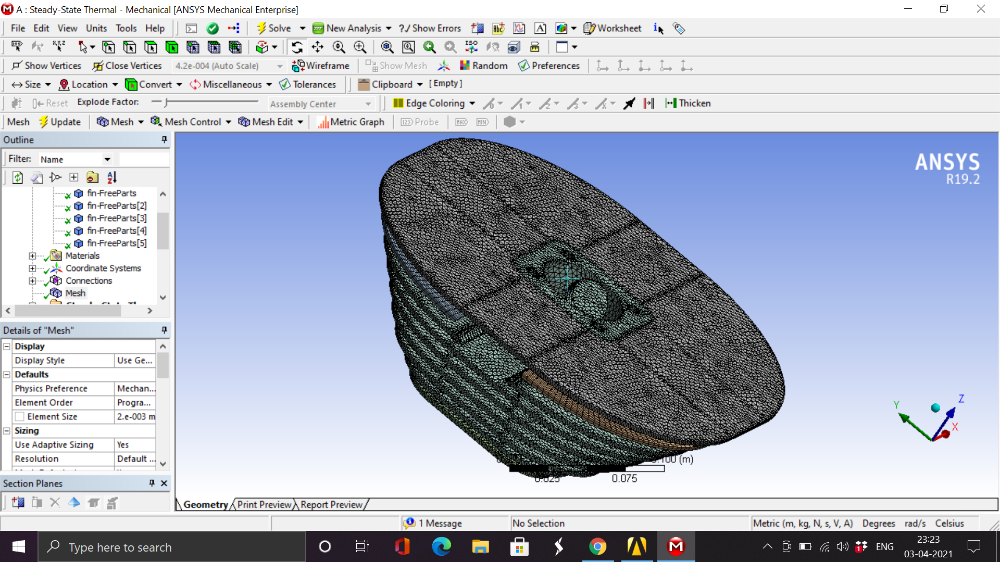 A : Steady-State Thermal - Mechanical [ANSYS Mechanical Enterprise]
File Edit View Units Tools Help Solve New Analysis ?/ Show Errors Abc A Worksheet
X,Y,Z ISO
Show Vertices Close Vertices 4.2e-004 (Auto Scale) Wireframe Show Mesh Random Preferences
Size Location Convert Miscellaneous Tolerances Clipboard [ Empty ]
Reset Explode Factor: Assembly Center Edge Coloring Thicken
Mesh Update Mesh Mesh Control Mesh Edit Metric Graph Probe MAX MIN
Outline
Filter: Name
fin-FreeParts
fin-FreeParts[2]
fin-FreeParts[3]
fin-FreeParts[4]
fin-FreeParts[5]
Materials
Coordinate Systems
Connections
Mesh
Details of "Mesh"
Display
Display Style Use Ge...
Defaults
Physics Preference Mechan...
Element Order Progra...
Element Size 2.e-003 m
Sizing
Use Adaptive Sizing Yes
Resolution Default ...
Section Planes
ANSYS
R19.2
Y Z X
0.100 (m)
0.025 0.075
Geometry Print Preview Report Preview
1 Message No Selection Metric (m, kg, N, s, V, A) Degrees rad/s Celsius
Type here to search
1 ENG
23:23
03-04-2021